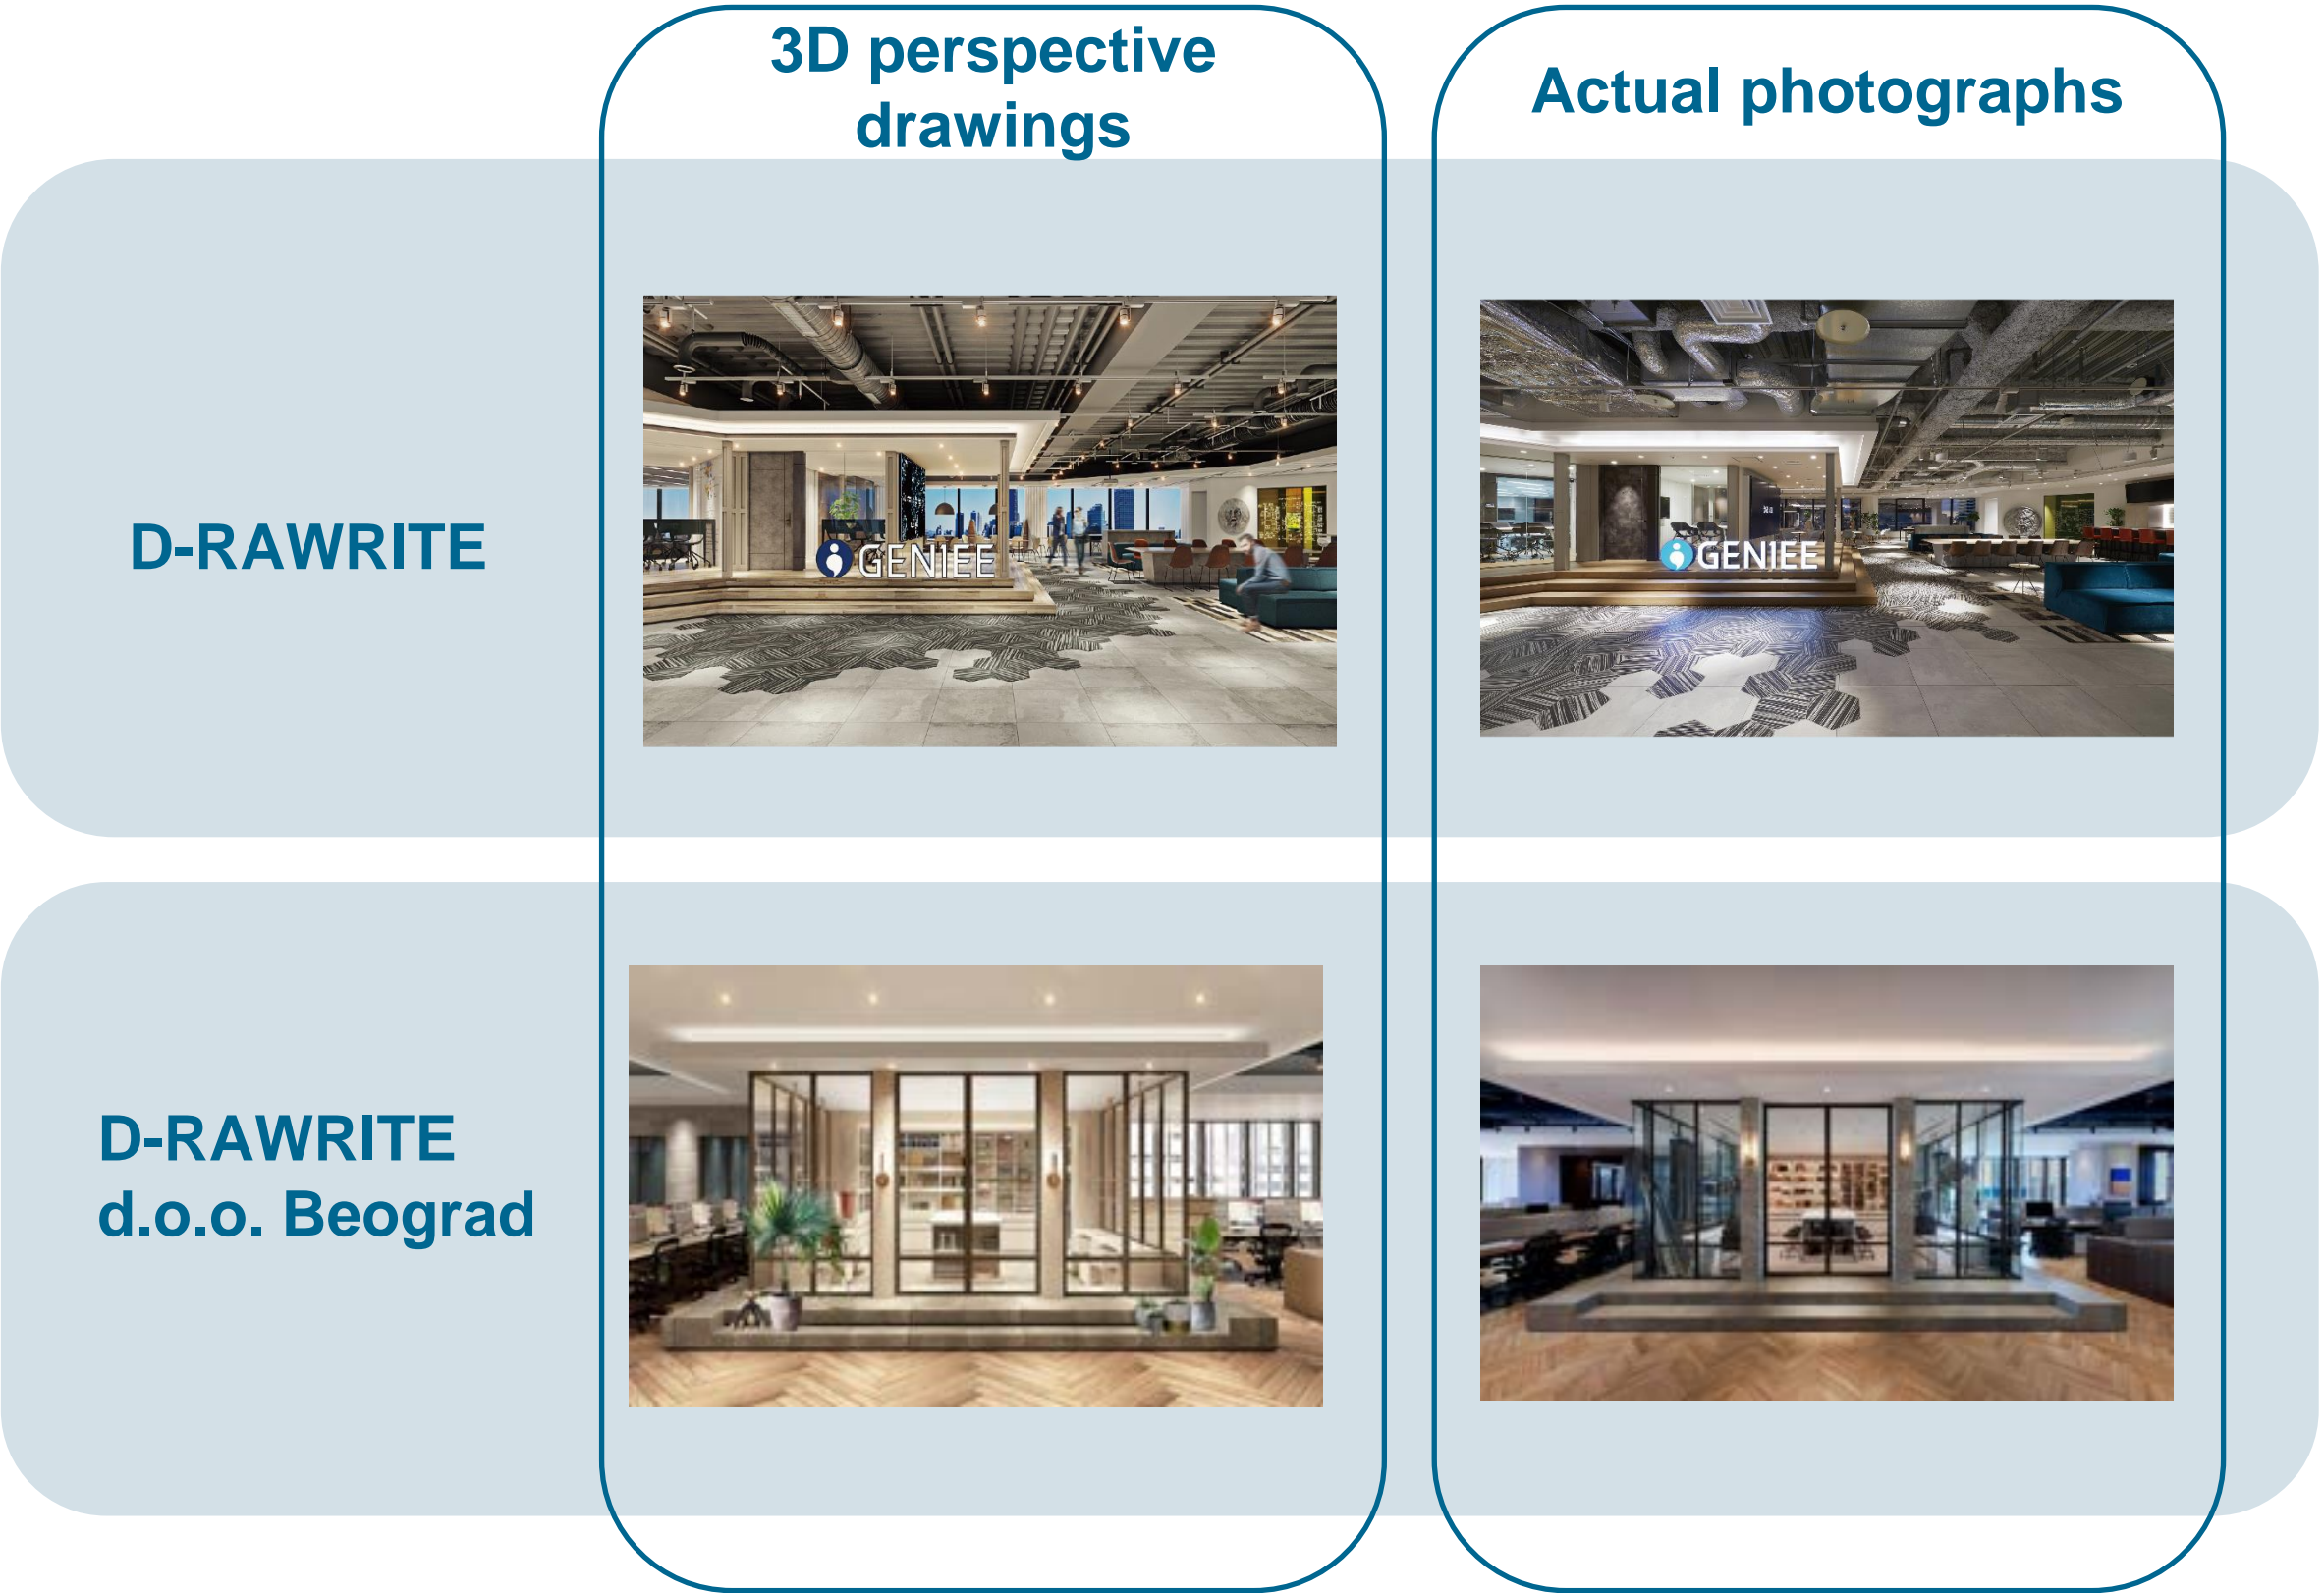 3D perspective
drawings
Actual photographs
D-RAWRITE
GENIEE
GENIEE
D-RAWRITE
d.o.o. Beograd